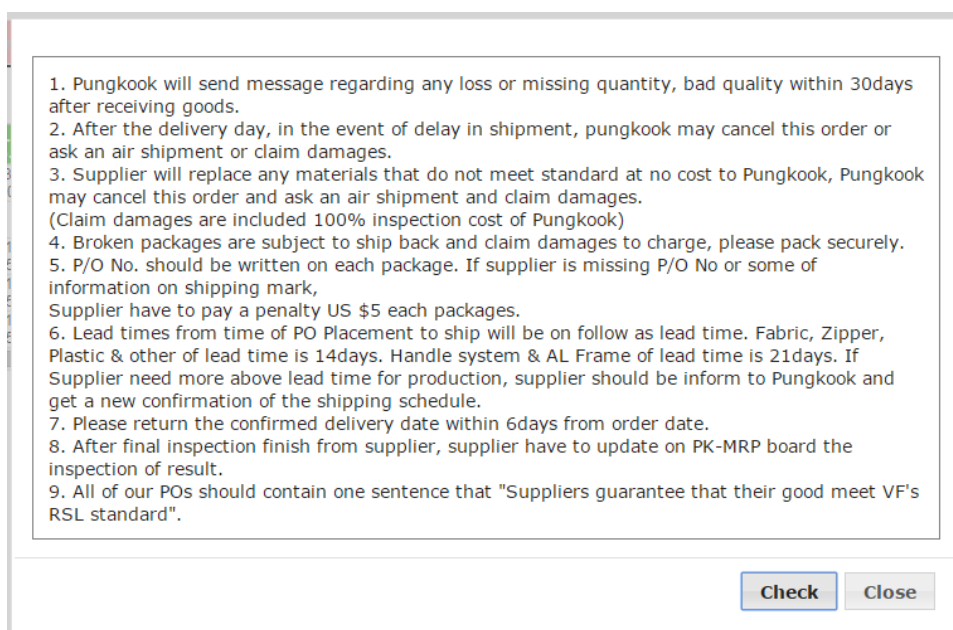 1. Pungkook will send message regarding any loss or missing quantity, bad quality within 30days
after receiving goods.
2. After the delivery day, in the event of delay in shipment, pungkook may cancel this order or
ask an air shipment or claim damages.
3. Supplier will replace any materials that do not meet standard at no cost to Pungkook, Pungkook
may cancel this order and ask an air shipment and claim damages.
(Claim damages are included 100% inspection cost of Pungkook)
4. Broken packages are subject to ship back and claim damages to charge, please pack securely.
5. P/O No. should be written on each package. If supplier is missing P/O No or some of
information on shipping mark,
Supplier have to pay a penalty US $5 each packages.
6. Lead times from time of PO Placement to ship will be on follow as lead time. Fabric, Zipper,
Plastic & other of lead time is 14days. Handle system & AL Frame of lead time is 21days. If
Supplier need more above lead time for production, supplier should be inform to Pungkook and
get a new confirmation of the shipping schedule.
7. Please return the confirmed delivery date within 6days from order date.
8. After final inspection finish from supplier, supplier have to update on PK-MRP board the
inspection of result.
9. All of our POs should contain one sentence that "Suppliers guarantee that their good meet VF's
RSL standard".
Check Close